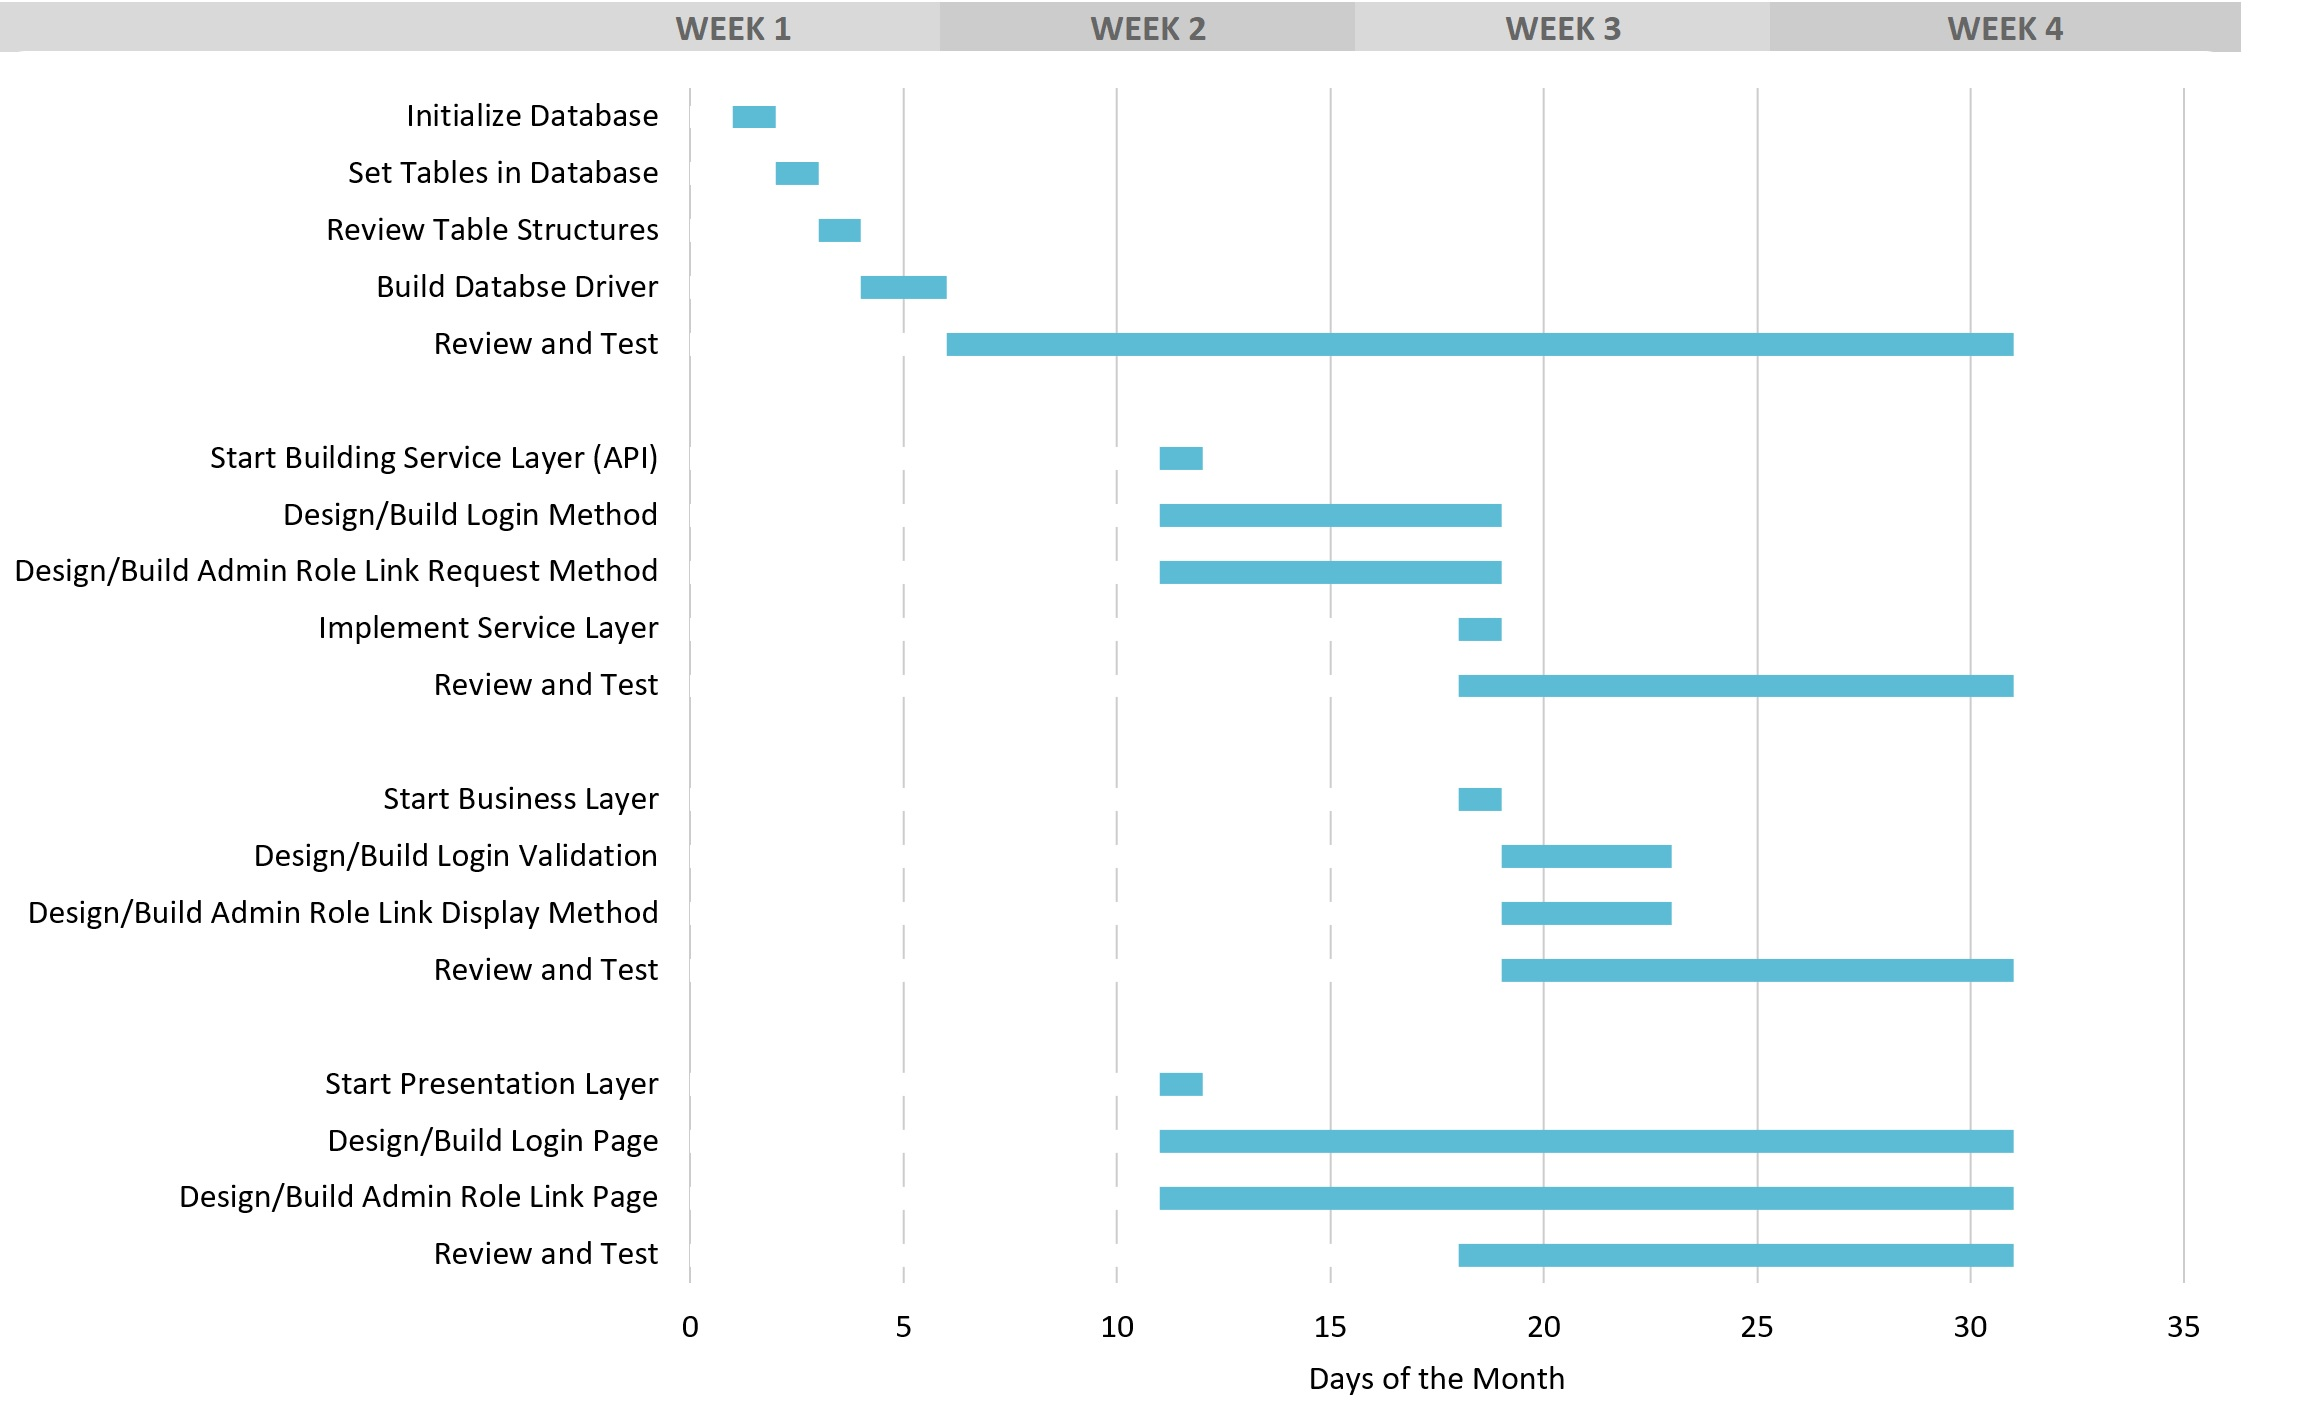 WEEK 1 WEEK 2 WEEK 3 WEEK 4
Initialize Database
Set Tables in Database
Review Table Structures
Build Databse Driver
Review and Test
Start Building Service Layer (API)
Design/Build Login Method
Design/Build Admin Role Link Request Method
Implement Service Layer
Review and Test
Start Business Layer
Design/Build Login Validation
Design/Build Admin Role Link Display Method
Review and Test
Start Presentation Layer
Design/Build Login Page
Design/Build Admin Role Link Page
Review and Test
0 5 10 15 20 25 30 35
Days of the Month